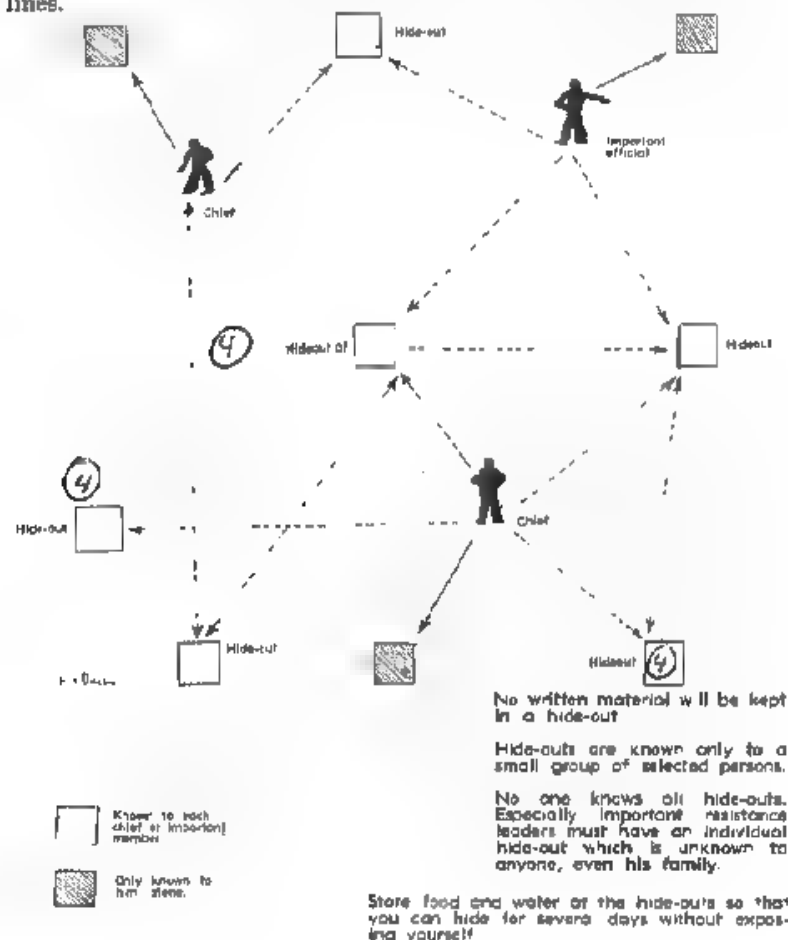 lines.
Hide-out
Important
official
Chief
4
Hideout of
Hideout
4
Hide-out
Chief
Hide-out
Hideout 4
No written material will be kept
in a hide-out
Hide-outs are known only to a
small group of selected persons.
No one knows all hide-outs.
Especially important resistance
leaders must have an individual
hide-out which is unknown to
anyone, even his family.
Known to each
chief or important
member
Only known to
him alone.
Store food and water at the hide-outs so that
you can hide for several days without expos-
ing yourself